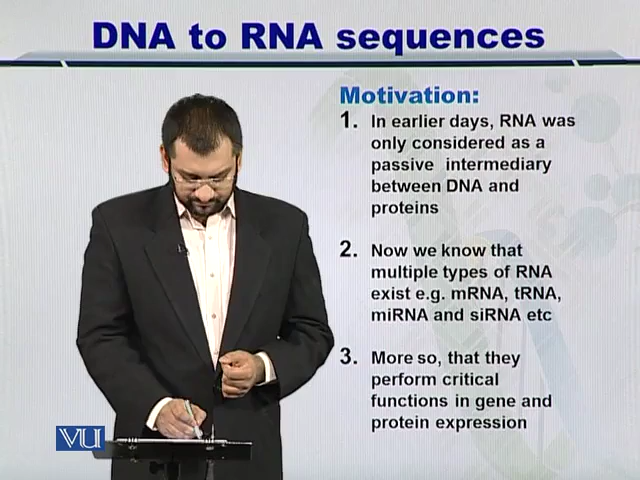 DNA to RNA sequences
Motivation:
1. In earlier days, RNA was
only considered as a
passive intermediary
between DNA and
proteins
2. Now we know that
multiple types of RNA
exist e.g. mRNA, tRNA,
miRNA and siRNA etc
3. More so, that they
perform critical
functions in gene and
protein expression
VU